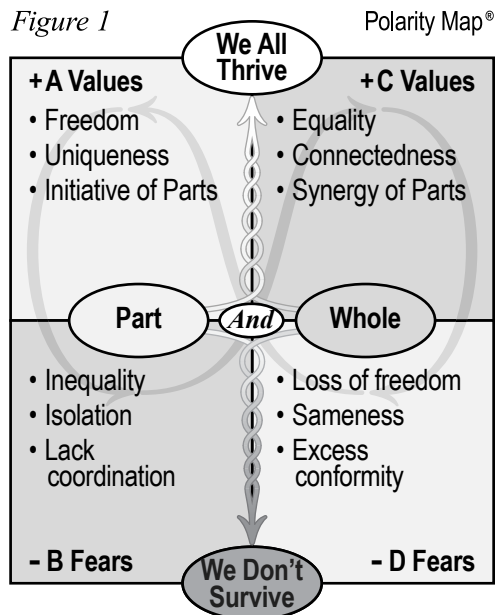 Figure 1
Polarity Map®
We All
Thrive
+A Values
• Freedom
• Uniqueness
• Initiative of Parts
+C Values
• Equality
• Connectedness
• Synergy of Parts
Part
And
Whole
• Inequality
• Isolation
• Lack
coordination
• Loss of freedom
• Sameness
• Excess
conformity
- B Fears
- D Fears
We Don't
Survive